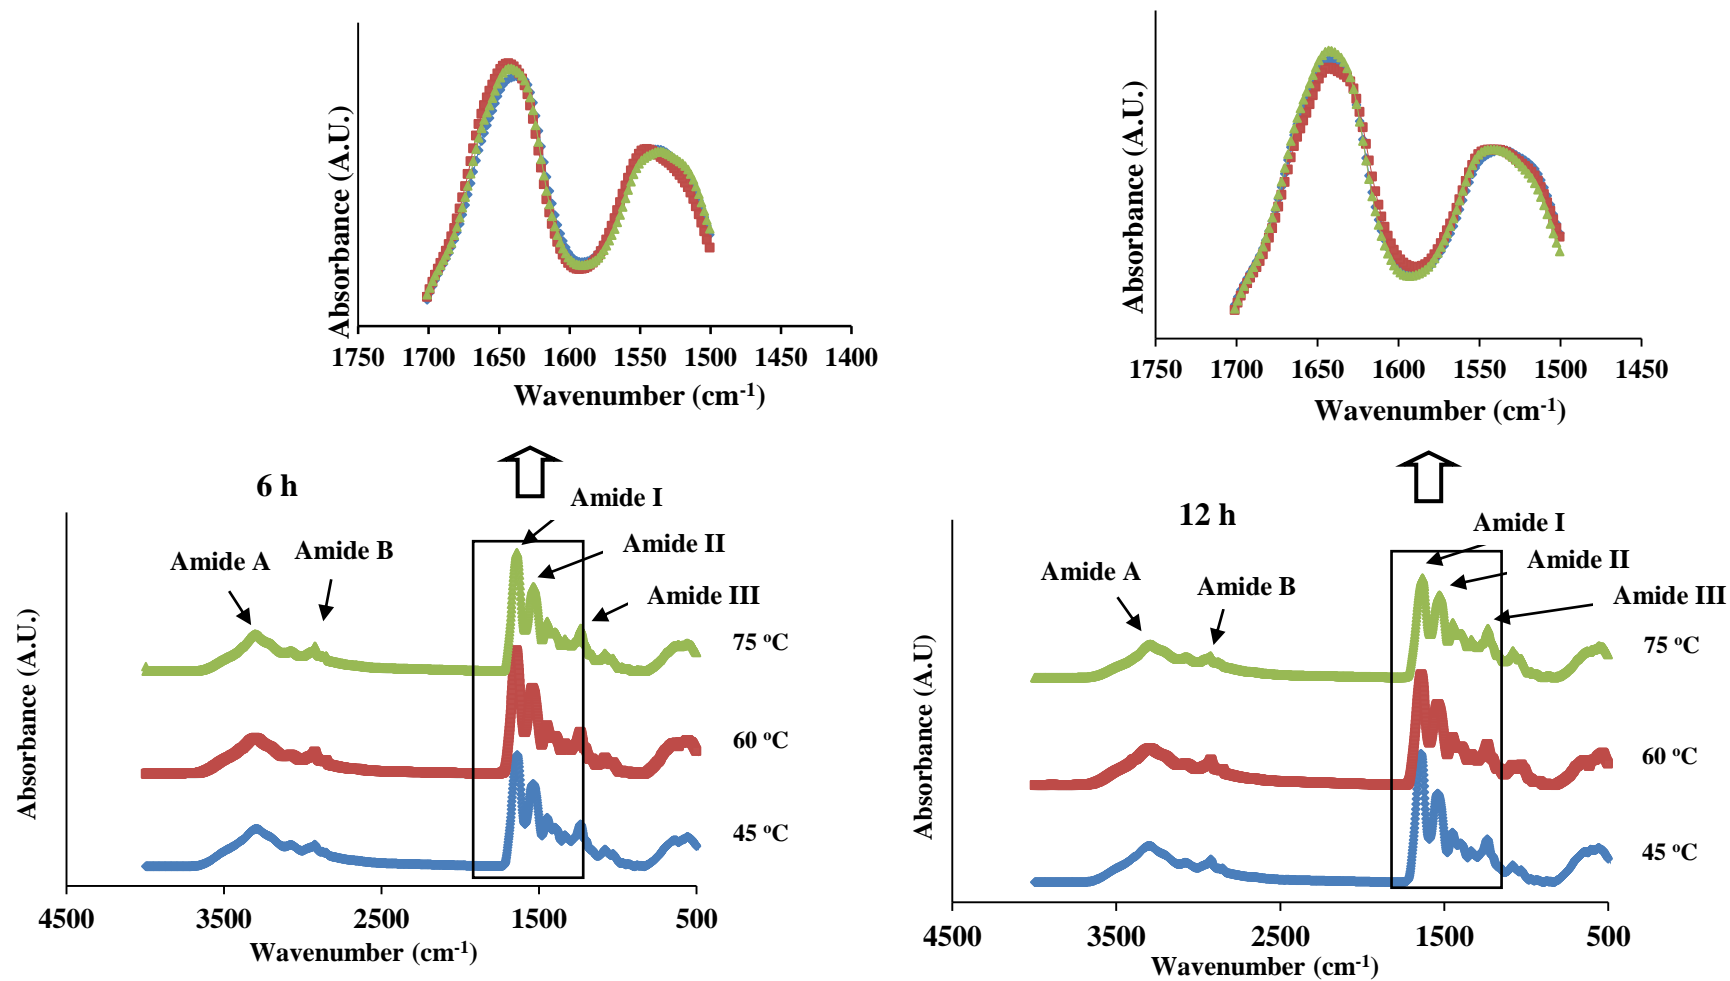 Absorbance (A.U.)
1750 1700 1650 1600 1550 1500 1450 1400
Wavenumber (cm-1)
Absorbance (A.U.)
1750 1700 1650 1600 1550 1500 1450
Wavenumber (cm-1)
6 h
Amide I
Amide II
Amide III
Amide A
Amide B
75 ºC
60 ºC
45 ºC
Absorbance (A.U.)
4500 3500 2500 1500 500
Wavenumber (cm-1)
12 h
Amide I
Amide II
Amide III
Amide A
Amide B
75 ºC
60 ºC
45 ºC
Absorbance (A.U)
4500 3500 2500 1500 500
Wavenumber (cm-1)